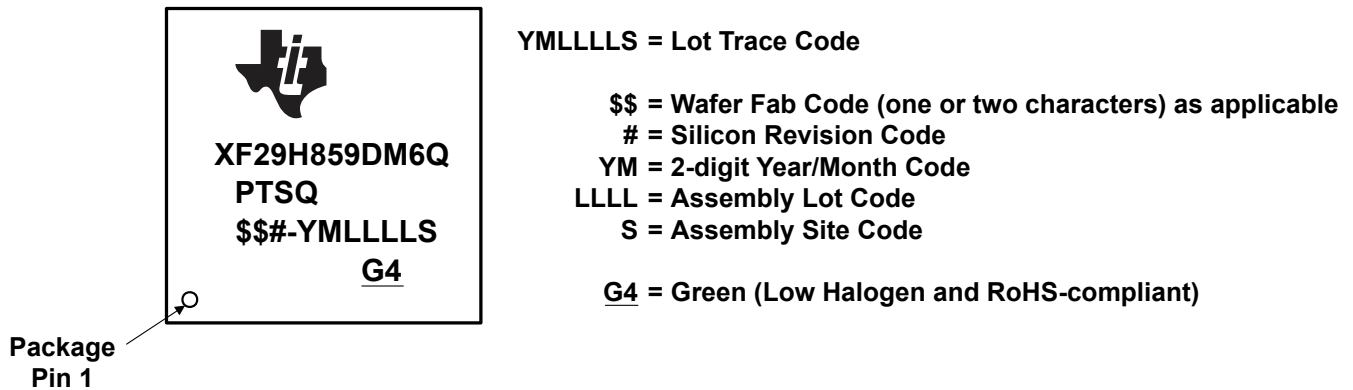 XF29H859DM6Q
PTSQ
$$#-YMLLLLS
G4
Package
Pin 1
YMLLLLS = Lot Trace Code
$$ = Wafer Fab Code (one or two characters) as applicable
# = Silicon Revision Code
YM = 2-digit Year/Month Code
LLLL = Assembly Lot Code
S = Assembly Site Code
G4 = Green (Low Halogen and RoHS-compliant)